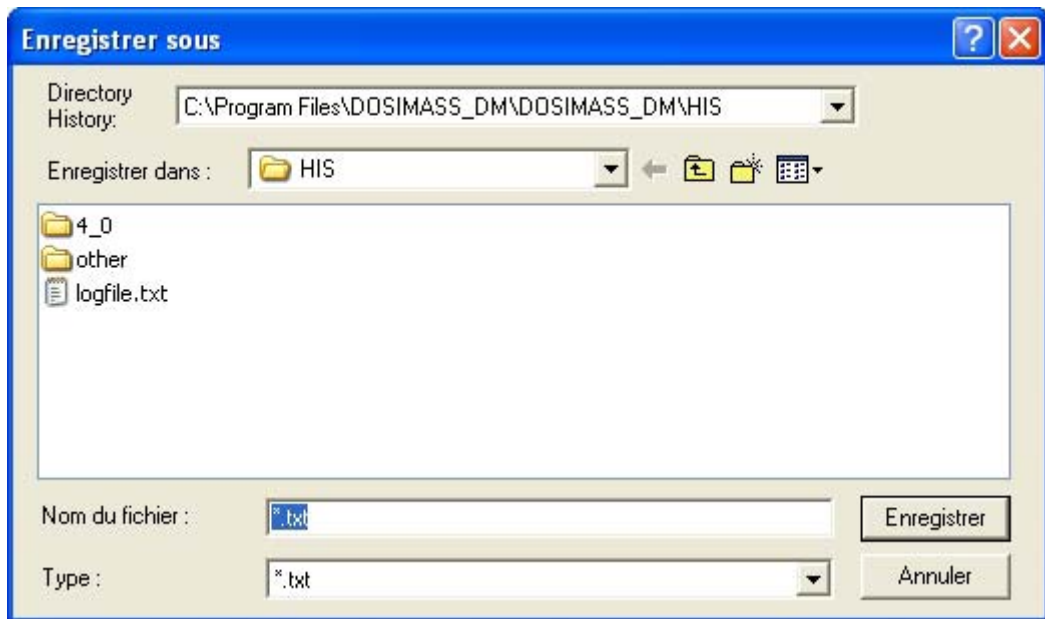 Enregistrer sous
Directory
History:
C:\Program Files\DOSIMASS_DM\DOSIMASS_DM\HIS
Enregistrer dans :
HIS
4_0
other
logfile.txt
Nom du fichier :
*.txt
Enregistrer
Type :
*.txt
Annuler